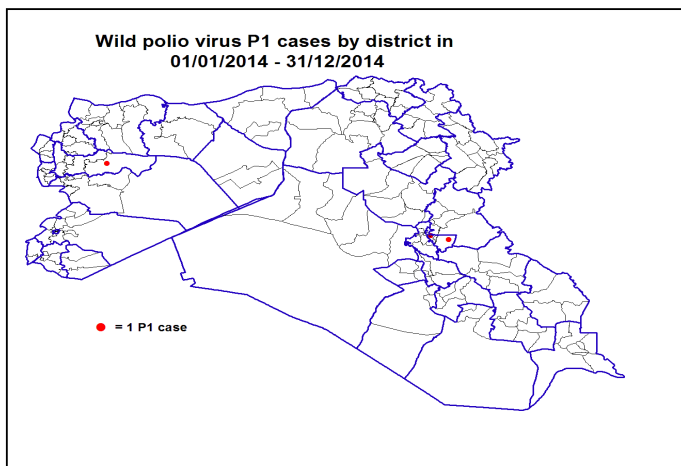 Wild polio virus P1 cases by district in
01/01/2014 - 31/12/2014
= 1 P1 case